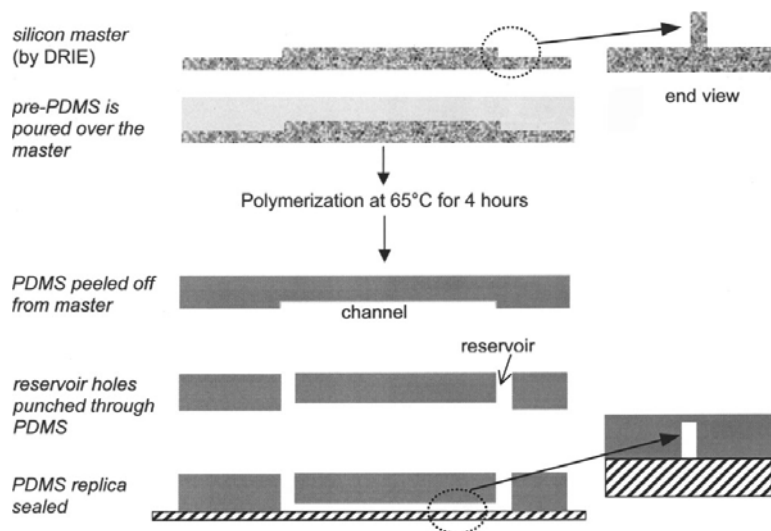 silicon master
(by DRIE)
end view
pre-PDMS is
poured over the
master
Polymerization at 65°C for 4 hours
PDMS peeled off
from master
channel
reservoir
reservoir holes
punched through
PDMS
PDMS replica
sealed